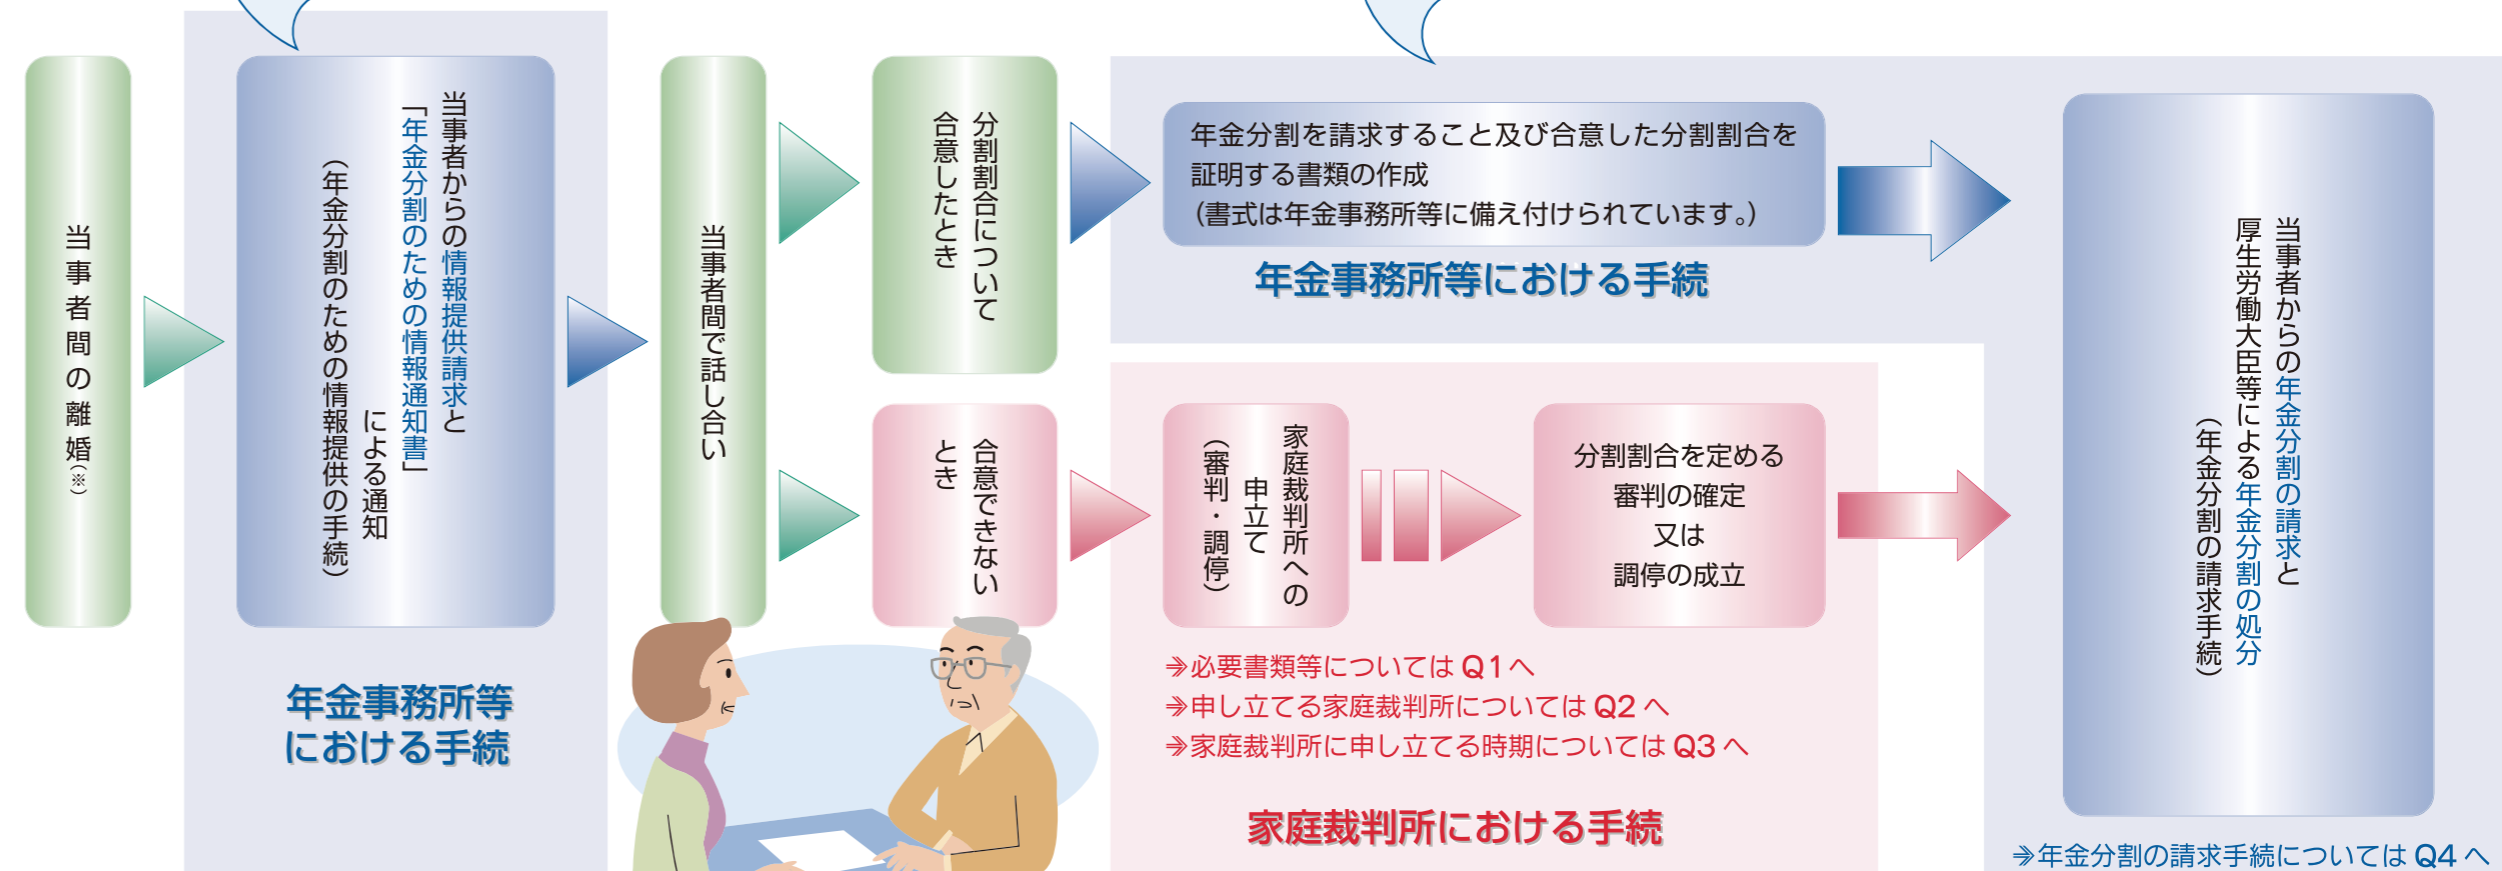 当事者間の離婚(※)
当事者からの情報提供請求と
「年金分割のための情報通知書」
による通知
(年金分割のための情報提供の手続)
年金事務所等
における手続
当事者間で話し合い
分割割合について
合意したとき
年金分割を請求すること及び合意した分割割合を
証明する書類の作成
(書式は年金事務所等に備え付けられています。)
年金事務所等における手続
合意できない
とき
家庭裁判所への
申立て
(審判・調停)
分割割合を定める
審判の確定
又は
調停の成立
⇒必要書類等については Q1 へ
⇒申し立てる家庭裁判所については Q2 へ
⇒家庭裁判所に申し立てる時期については Q3 へ
家庭裁判所における手続
当事者からの年金分割の請求と
厚生労働大臣等による年金分割の処分
(年金分割の請求手続)
⇒年金分割の請求手続については Q4 へ